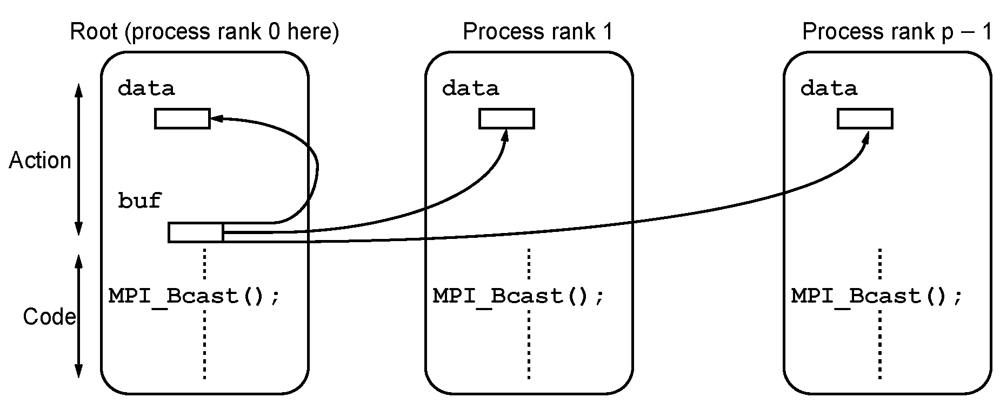 Root (process rank 0 here)
Process rank 1
Process rank p – 1
data
data
data
Action
buf
MPI_Bcast();
MPI_Bcast();
MPI_Bcast();
Code